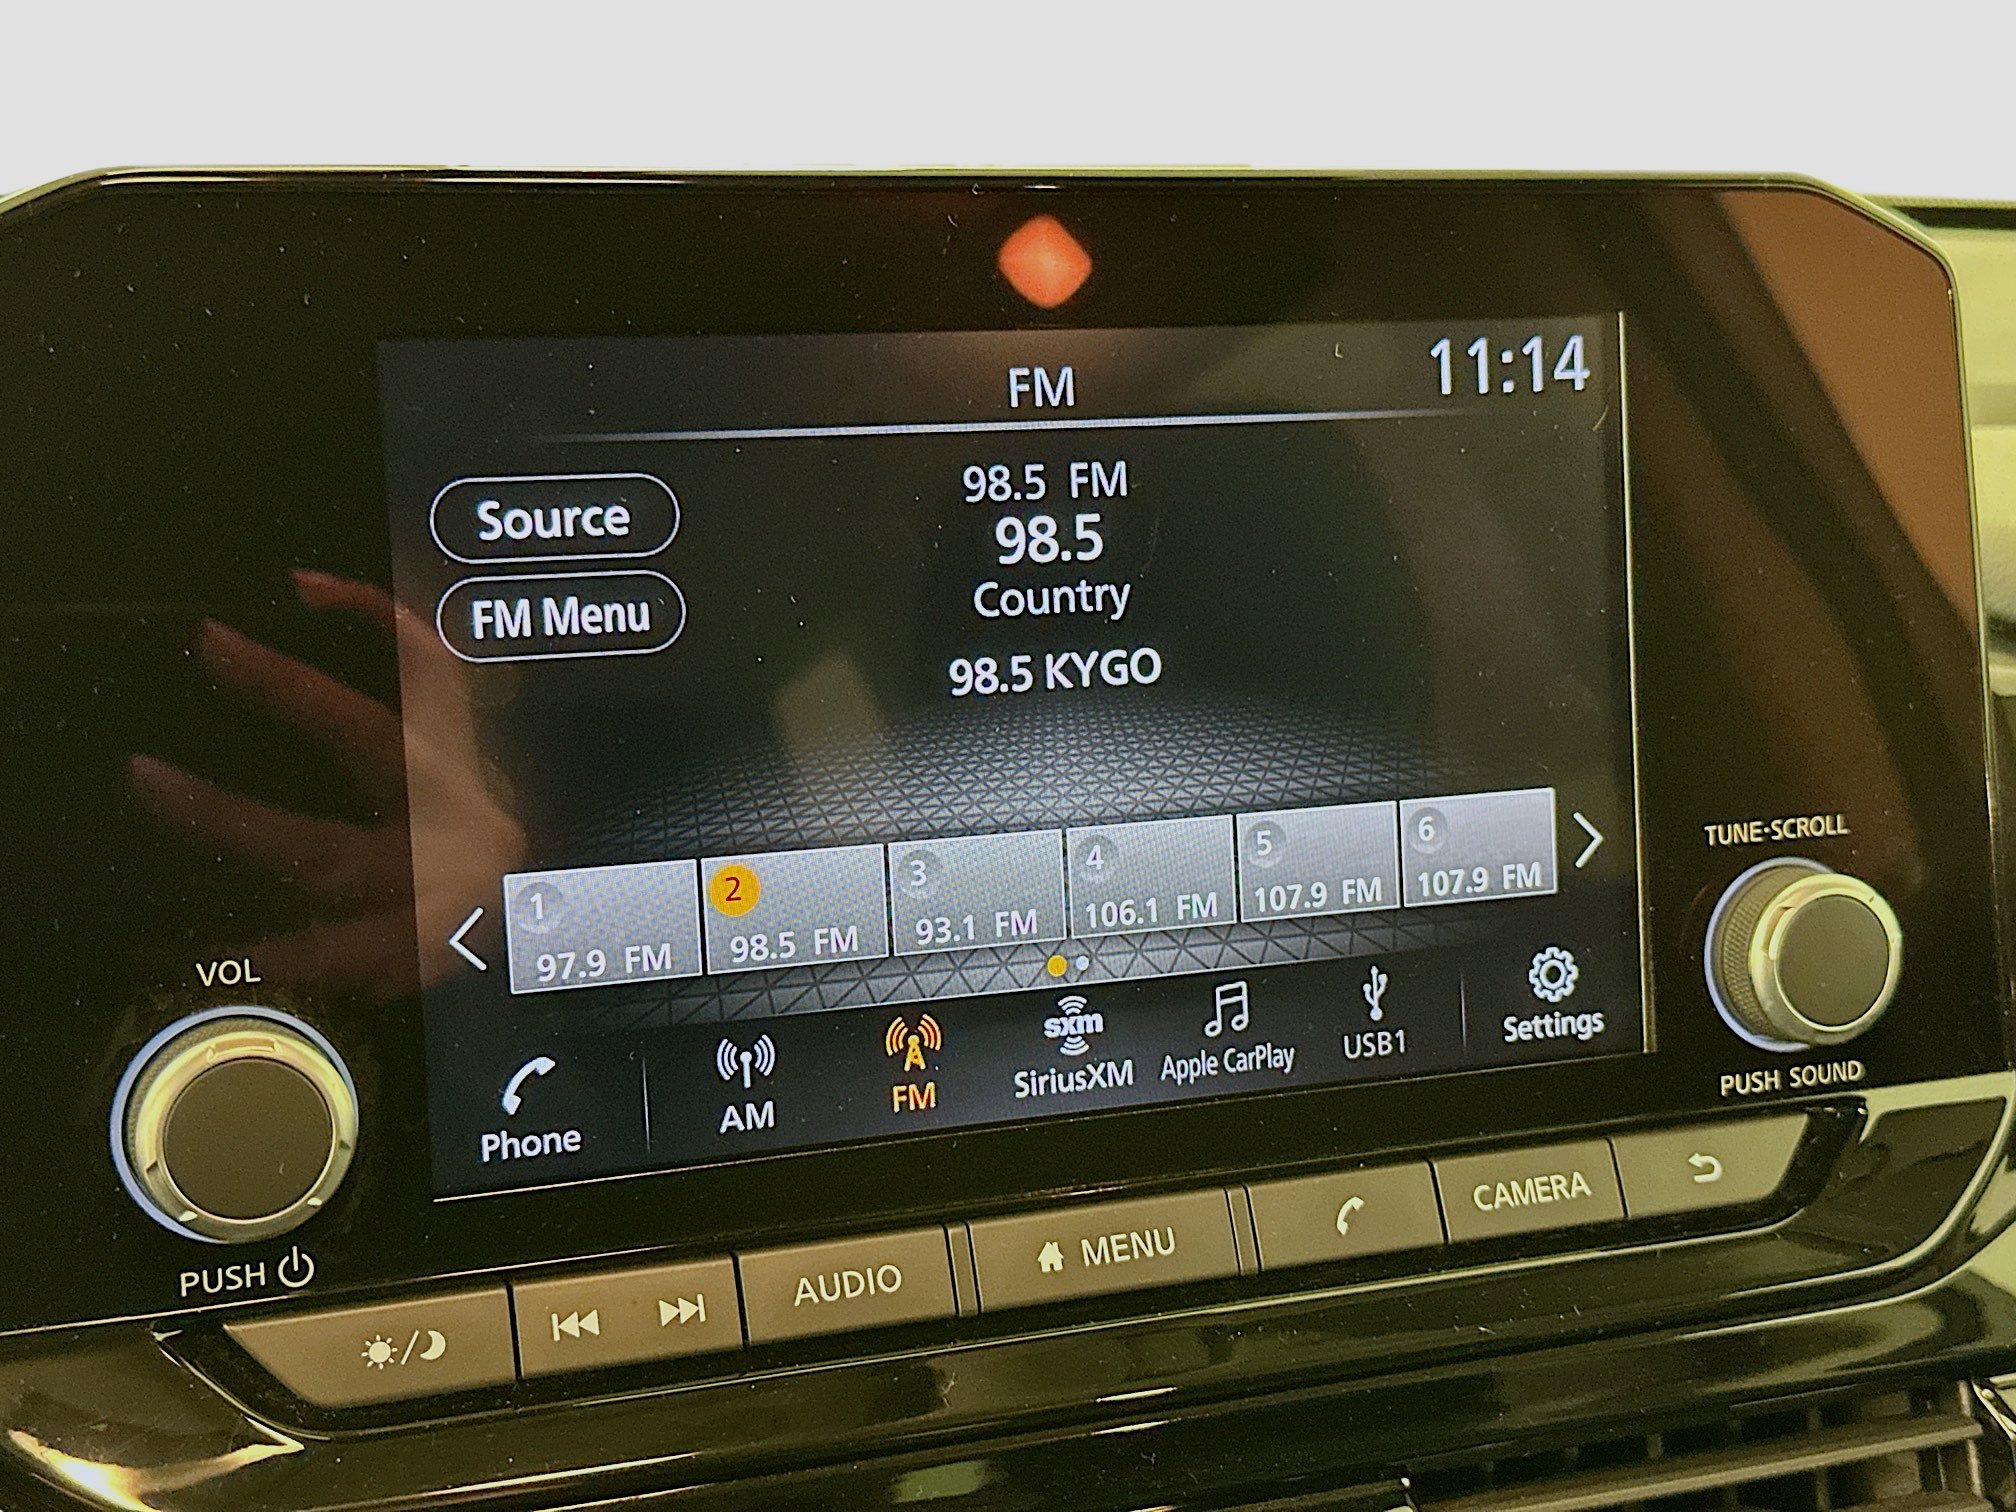 FM
11:14
98.5 FM
Source
98.5
Country
FM Menu
98.5 KYGO
1
2
3
4
5
6
97.9 FM
98.5 FM
93.1 FM
106.1 FM
107.9 FM
107.9 FM
TUNE·SCROLL
VOL
Phone
AM
FM
sxm
SiriusXM
Apple CarPlay
USB1
Settings
PUSH SOUND
PUSH
AUDIO
MENU
CAMERA